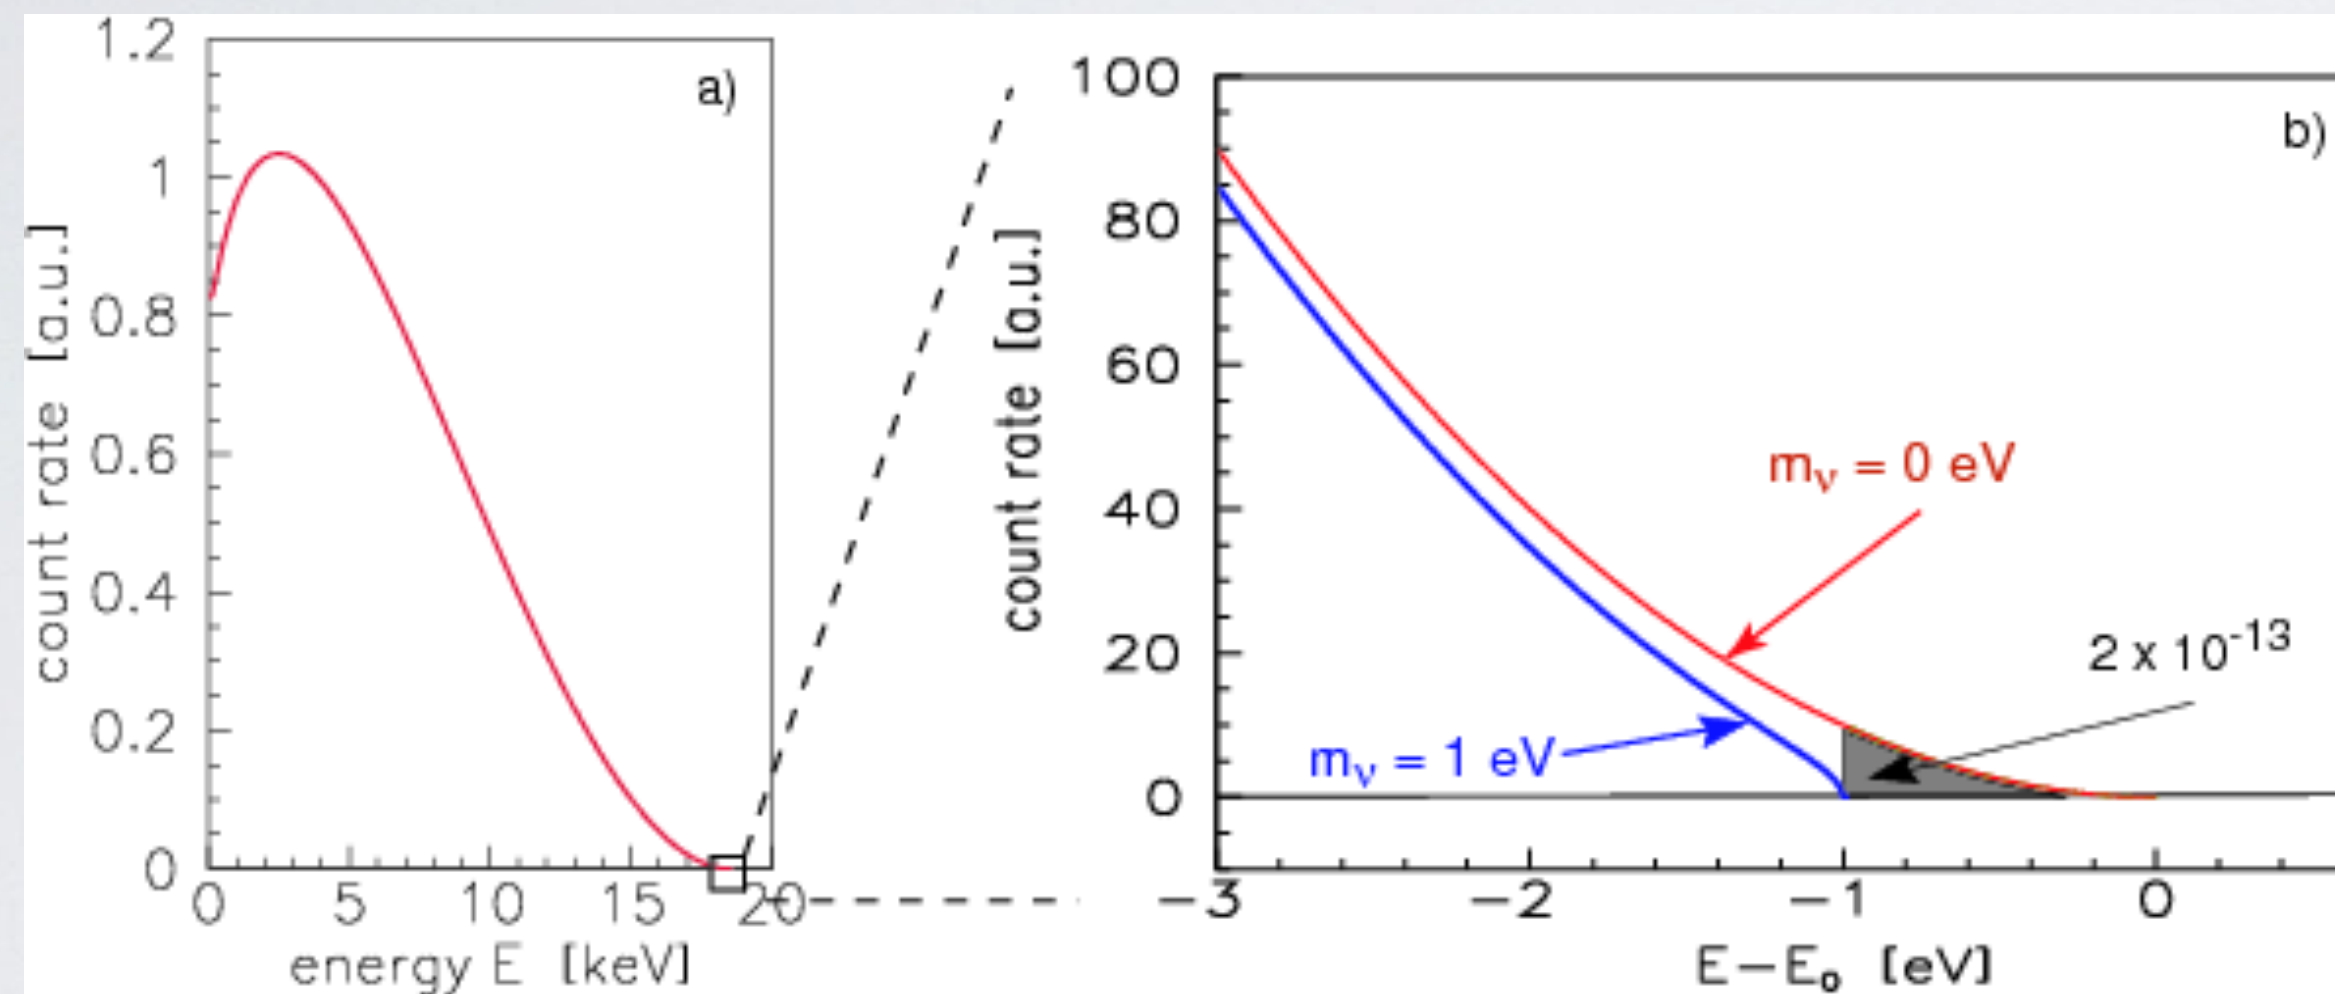 a)
1.2
1
0.8
0.6
0.4
0.2
0
count rate [a.u.]
0 5 10 15 20
energy E [keV]
b)
100
80
60
40
20
0
count rate [a.u.]
mν = 0 eV
2 x 10⁻¹³
mν = 1 eV
−3 −2 −1 0
E−E₀ [eV]